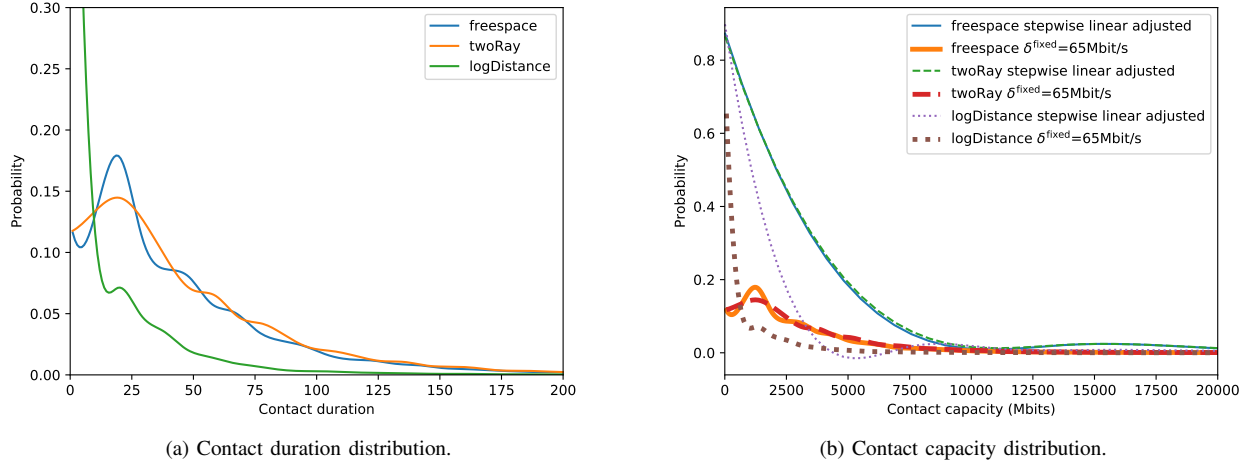 0.30
0.25
0.20
0.15
0.10
0.05
0.00
Probability
0 25 50 75 100 125 150 175 200
Contact duration
freespace
twoRay
logDistance
(a) Contact duration distribution.
0.8
0.6
0.4
0.2
0.0
Probability
0 2500 5000 7500 10000 12500 15000 17500 20000
Contact capacity (Mbits)
freespace stepwise linear adjusted
freespace δ^fixed=65Mbit/s
twoRay stepwise linear adjusted
twoRay δ^fixed=65Mbit/s
logDistance stepwise linear adjusted
logDistance δ^fixed=65Mbit/s
(b) Contact capacity distribution.